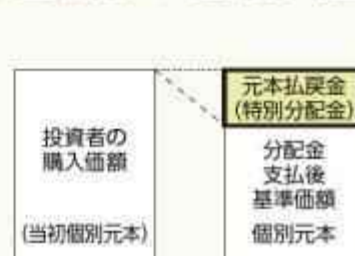 投資者の
購入価額
(当初個別元本)
元本払戻金
(特別分配金)
分配金
支払後
基準価額
個別元本